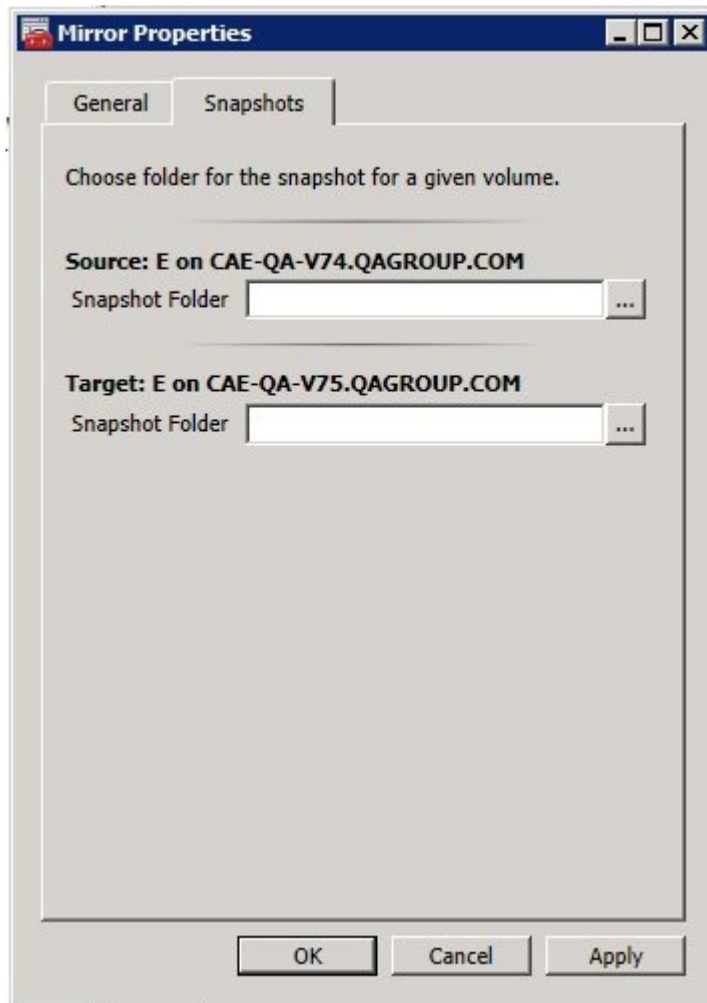 Mirror Properties
General Snapshots
Choose folder for the snapshot for a given volume.
Source: E on CAE-QA-V74.QAGROUP.COM
Snapshot Folder ...
Target: E on CAE-QA-V75.QAGROUP.COM
Snapshot Folder ...
OK Cancel Apply